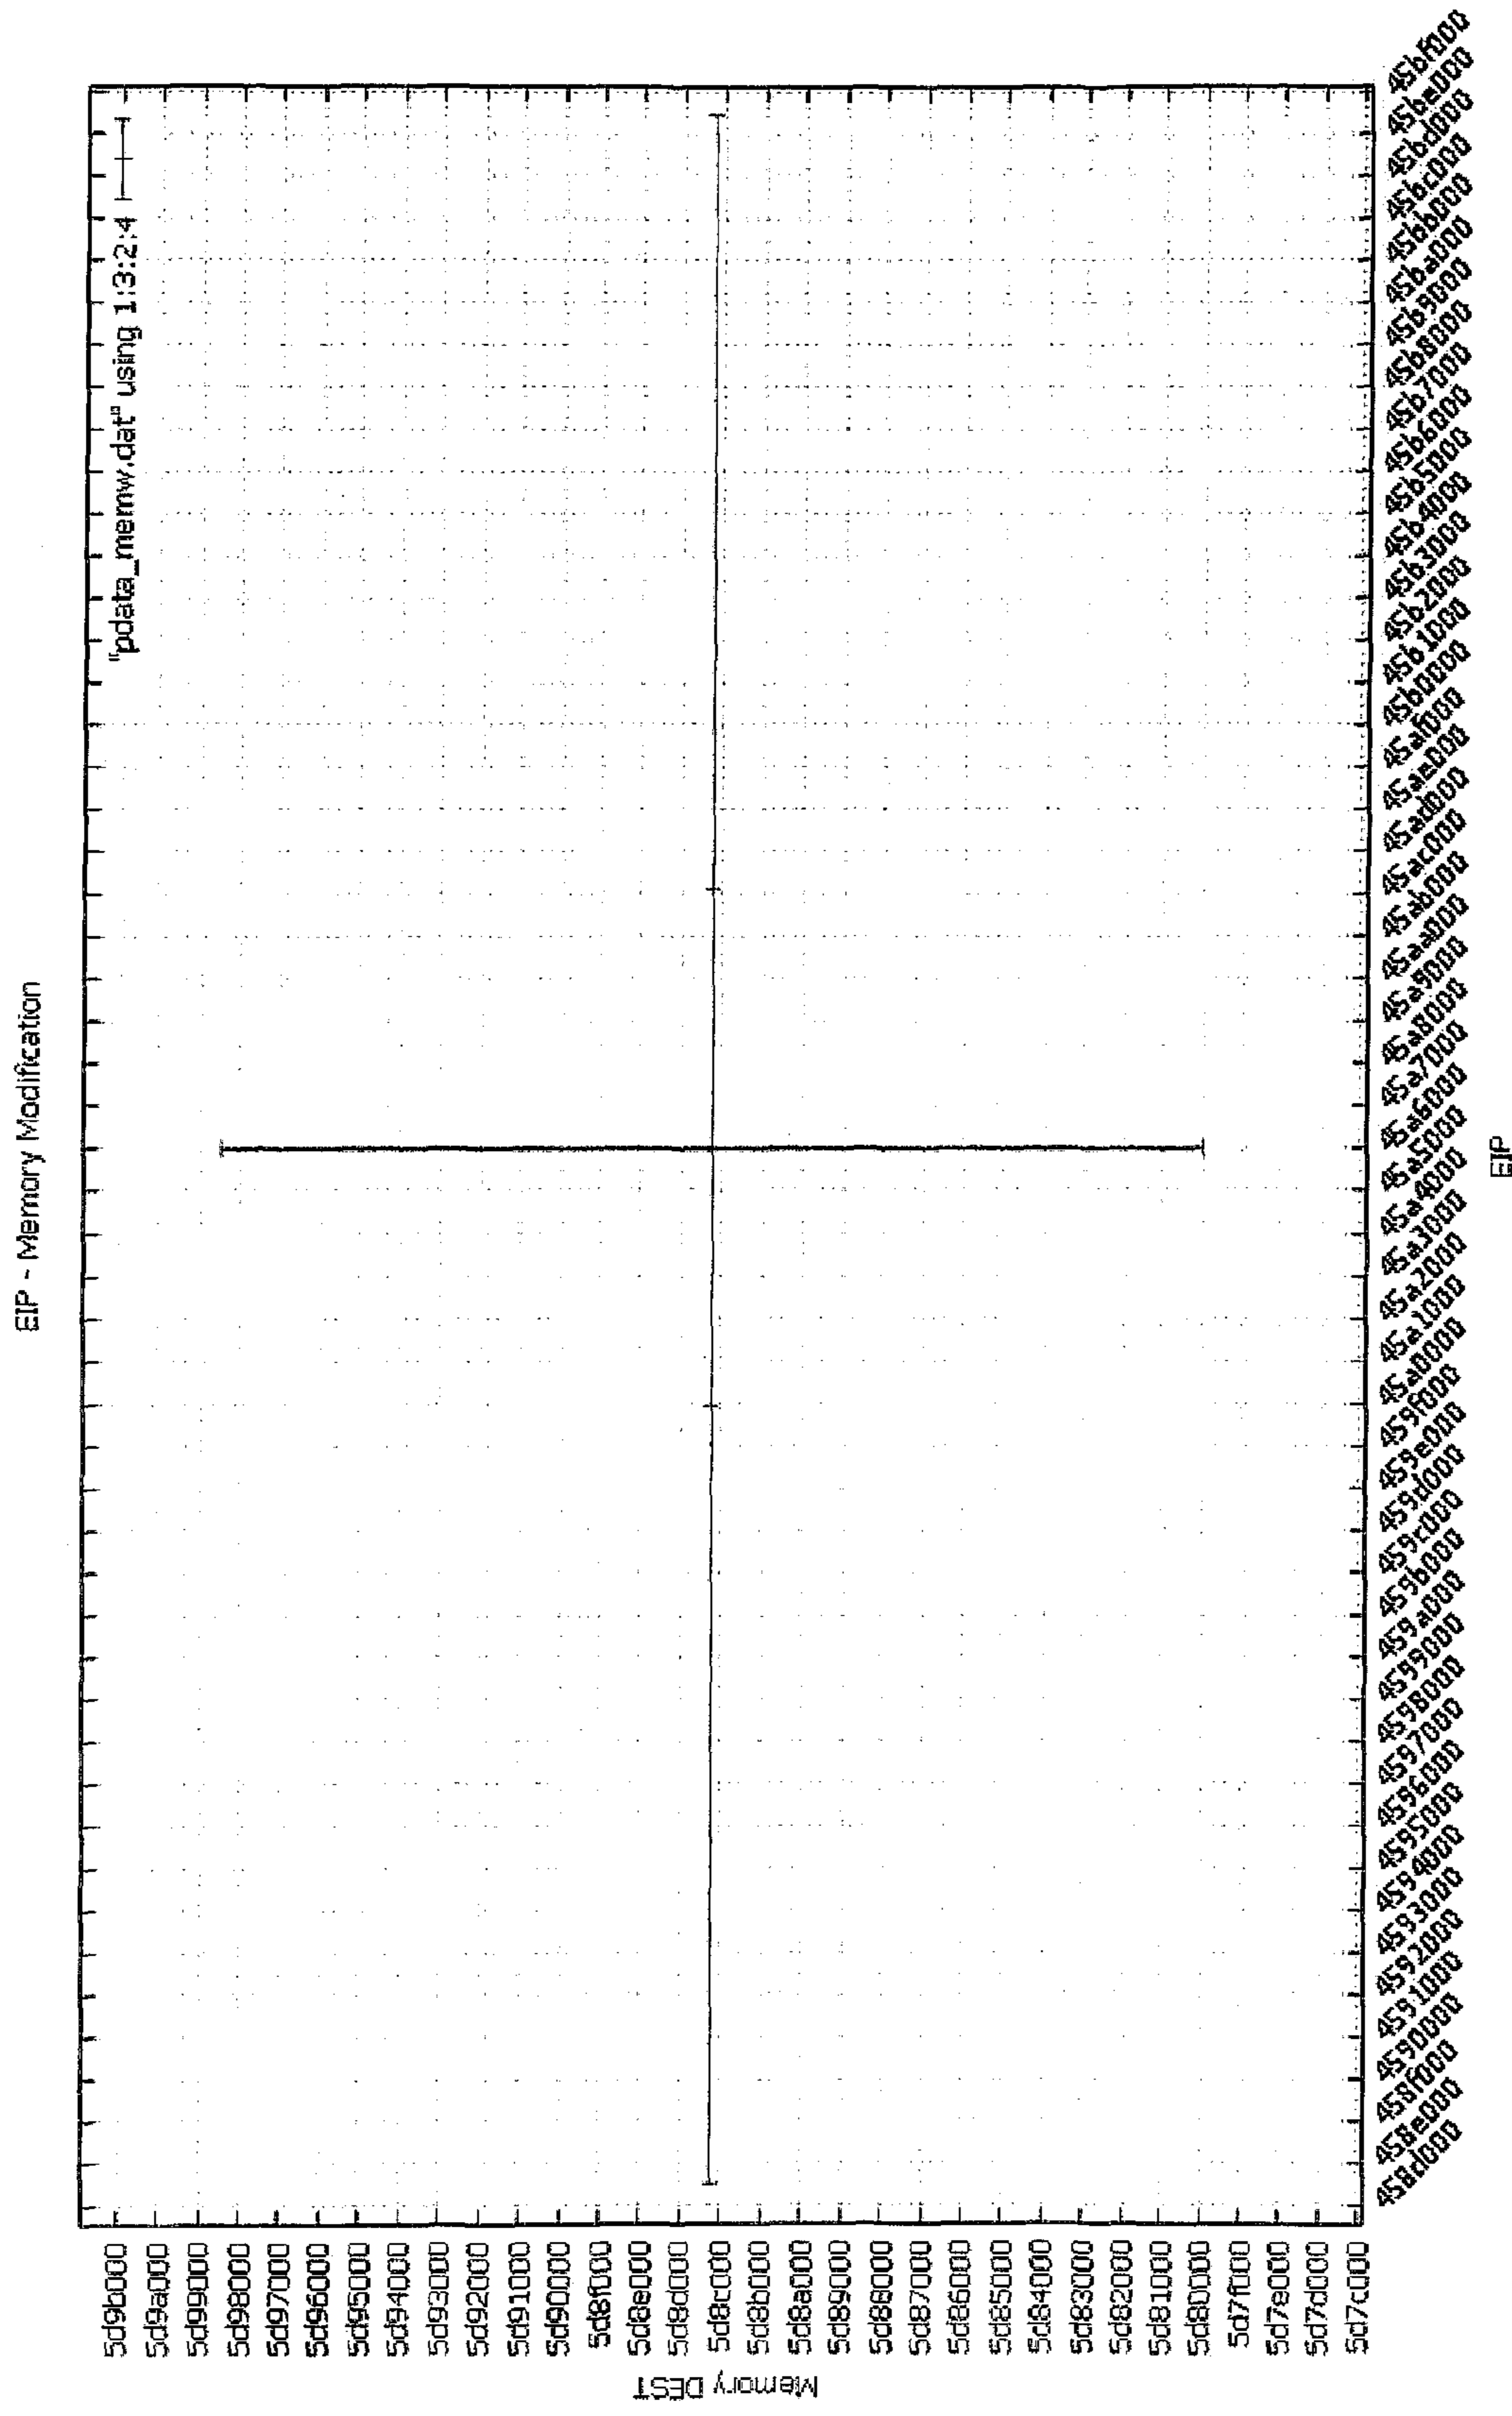 EIP - Memory Modification
"pdata_memw.dat" using 1:3:2:4
5d9b000
5d9a000
5d99000
5d98000
5d97000
5d96000
5d95000
5d94000
5d93000
5d92000
5d91000
5d90000
5d8f000
5d8e000
5d8d000
5d8c000
5d8b000
5d8a000
5d89000
5d88000
5d87000
5d86000
5d85000
5d84000
5d83000
5d82000
5d81000
5d80000
5d7f000
5d7e000
5d7d000
5d7c000
Memory DEST
458d000
458e000
458f000
4590000
4591000
4592000
4593000
4594000
4595000
4596000
4597000
4598000
4599000
459a000
459b000
459c000
459d000
459e000
459f000
45a0000
45a1000
45a2000
45a3000
45a4000
45a5000
45a6000
45a7000
45a8000
45a9000
45aa000
45ab000
45ac000
45ad000
45ae000
45af000
45b0000
45b1000
45b2000
45b3000
45b4000
45b5000
45b6000
45b7000
45b8000
45b9000
45ba000
45bb000
45bc000
45bd000
45be000
45bf000
EIP